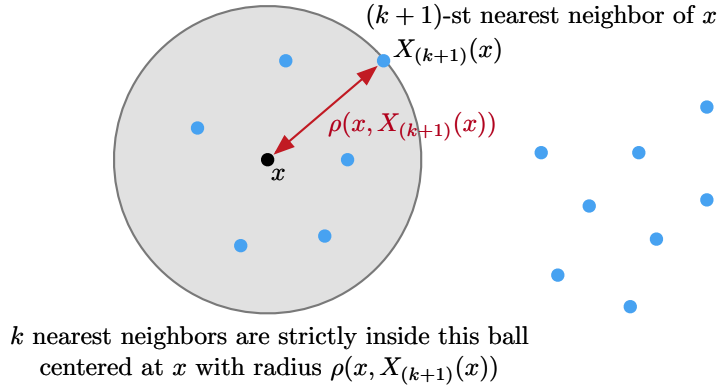 (k + 1)-st nearest neighbor of x
X_{(k+1)}(x)
ρ(x, X_{(k+1)}(x))
x
k nearest neighbors are strictly inside this ball
centered at x with radius ρ(x, X_{(k+1)}(x))